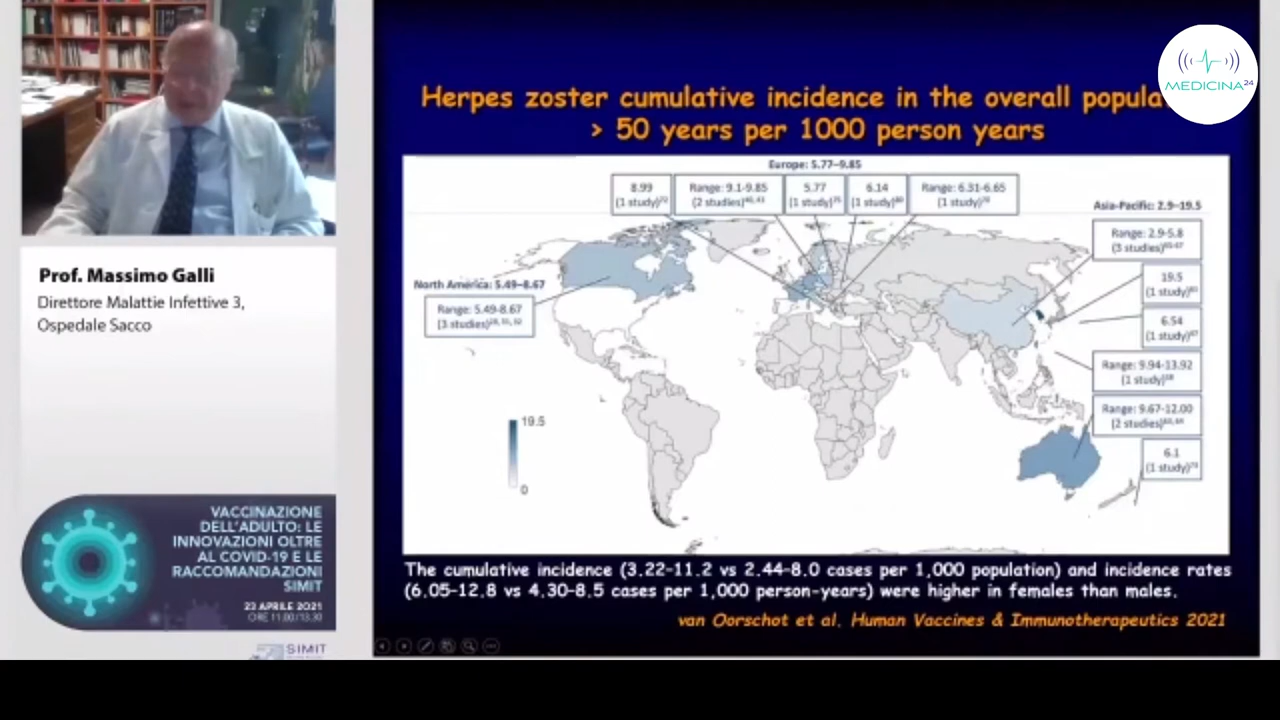 MEDICINA24
Herpes zoster cumulative incidence in the overall popula
> 50 years per 1000 person years
Europe: 5.77–9.85
8.99
(1 study)72
Range: 9.1-9.85
(2 studies)
5.77
(1 study)
6.14
(1 study)
Range: 6.31-6.65
(1 study)
Asia-Pacific: 2.9–19.5
Range: 2.9-5.8
(3 studies)
19.5
(1 study)
6.54
(1 study)
Range: 9.94-13.92
(1 study)
Range: 9.67-12.00
(2 studies)
6.1
(1 study)
North America: 5.49–8.67
Range: 5.49-8.67
(3 studies)
19.5
0
The cumulative incidence (3.22-11.2 vs 2.44-8.0 cases per 1,000 population) and incidence rates
(6.05-12.8 vs 4.30-8.5 cases per 1,000 person-years) were higher in females than males.
van Oorschot et al. Human Vaccines & Immunotherapeutics 2021
Prof. Massimo Galli
Direttore Malattie Infettive 3,
Ospedale Sacco
VACCINAZIONE
DELL'ADULTO: LE
INNOVAZIONI OLTRE
AL COVID-19 E LE
RACCOMANDAZIONI
SIMIT
23 APRILE 2021
ORE 11.00/13.30
SIMIT